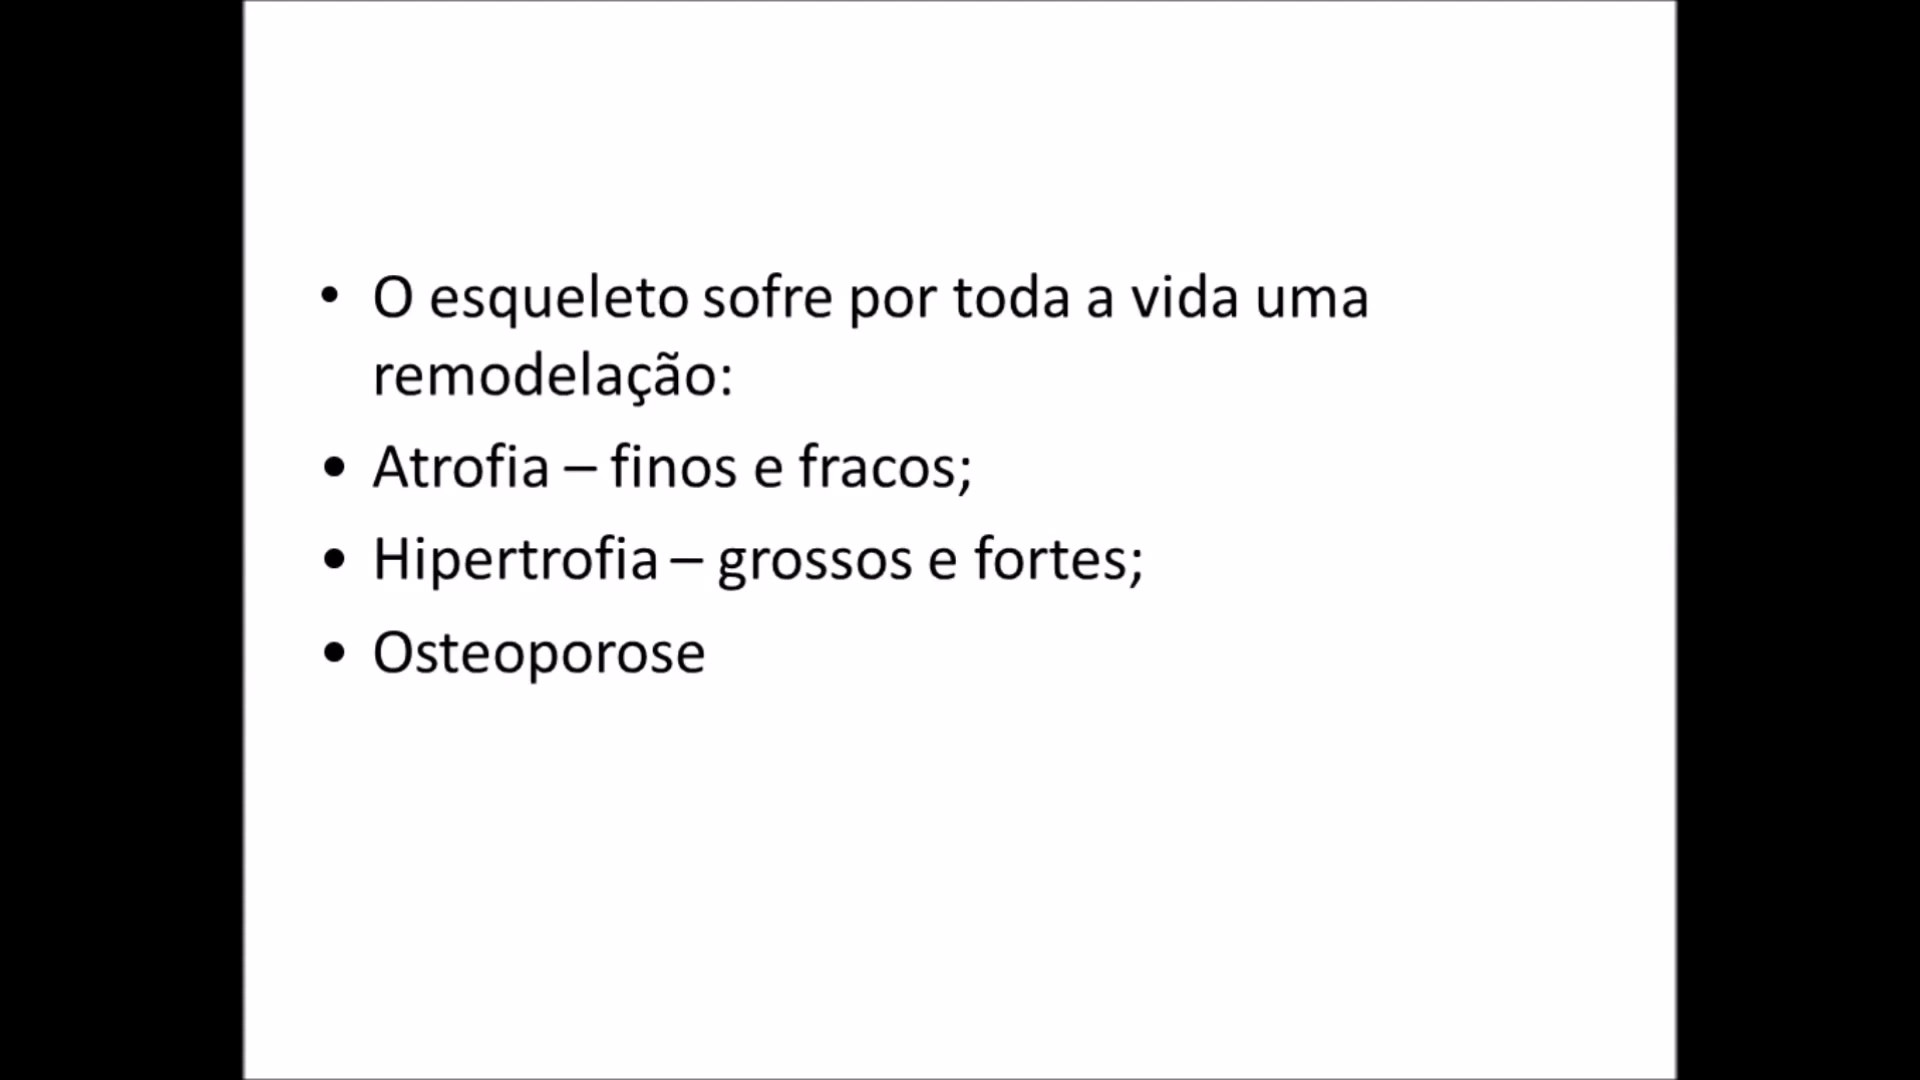 • O esqueleto sofre por toda a vida uma
remodelação:
• Atrofia – finos e fracos;
• Hipertrofia – grossos e fortes;
• Osteoporose